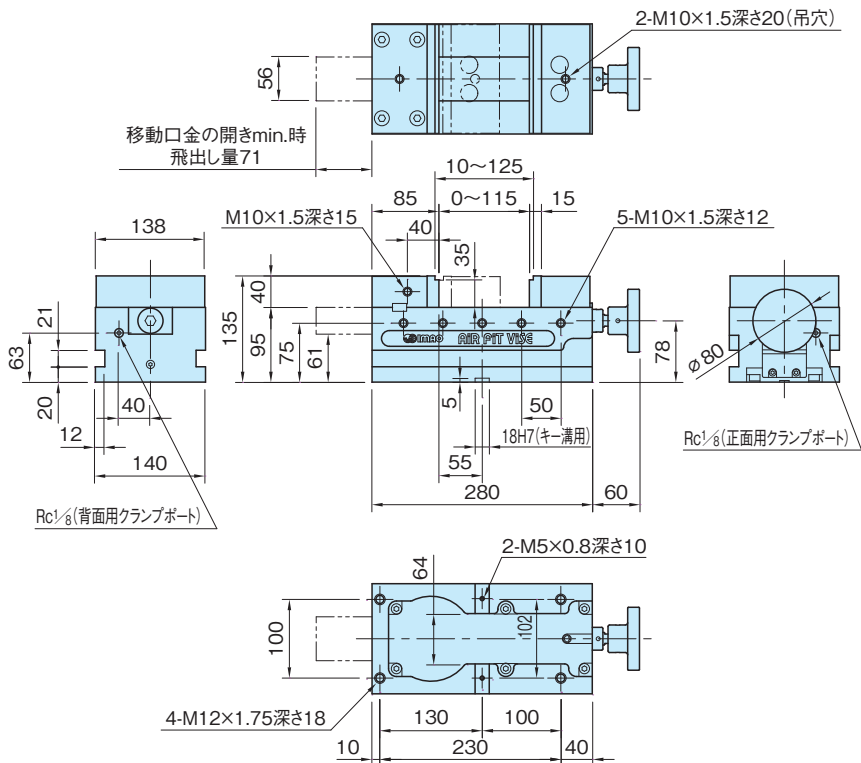 2-M10×1.5深さ20(吊穴)
56
移動口金の開きmin.時
飛出し量71
10〜125
85
0〜115
15
M10×1.5深さ15
5-M10×1.5深さ12
138
40
35
40
135
95
75
61
21
63
20
12
40
140
5
50
18H7(キー溝用)
55
280
60
78
ø80
IMAO AIR PIT VISE
Rc1/8(背面用クランプポート)
Rc1/8(正面用クランプポート)
2-M5×0.8深さ10
64
102
100
4-M12×1.75深さ18
130
100
10
230
40